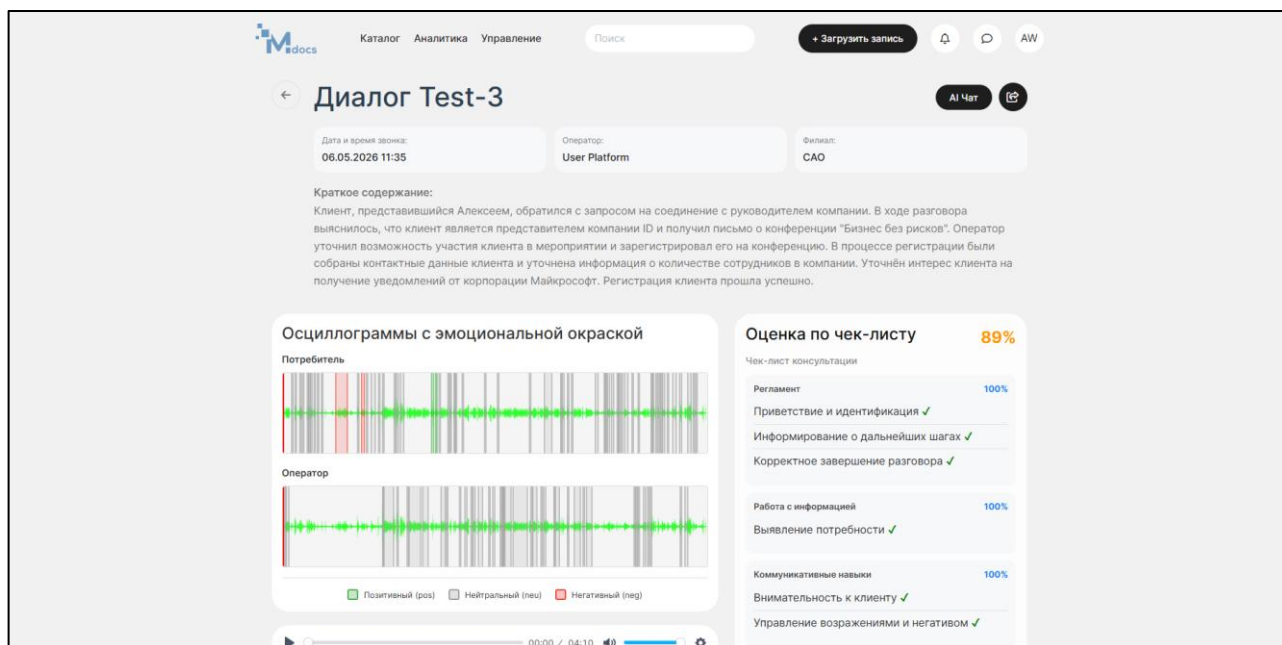 Mdocs
Каталог Аналитика Управление
Поиск
+ Загрузить запись
AW
← Диалог Test-3
AI Чат
Дата и время звонка:
06.05.2026 11:35
Оператор:
User Platform
Филиал:
САО
Краткое содержание:
Клиент, представившийся Алексеем, обратился с запросом на соединение с руководителем компании. В ходе разговора
выяснилось, что клиент является представителем компании ID и получил письмо о конференции "Бизнес без рисков". Оператор
уточнил возможность участия клиента в мероприятии и зарегистрировал его на конференцию. В процессе регистрации были
собраны контактные данные клиента и уточнена информация о количестве сотрудников в компании. Уточнён интерес клиента на
получение уведомлений от корпорации Майкрософт. Регистрация клиента прошла успешно.
Осциллограммы с эмоциональной окраской
Потребитель
Оператор
Позитивный (pos) Нейтральный (neu) Негативный (neg)
00:00 / 04:10
Оценка по чек-листу 89%
Чек-лист консультации
Регламент 100%
Приветствие и идентификация ✓
Информирование о дальнейших шагах ✓
Корректное завершение разговора ✓
Работа с информацией 100%
Выявление потребности ✓
Коммуникативные навыки 100%
Внимательность к клиенту ✓
Управление возражениями и негативом ✓